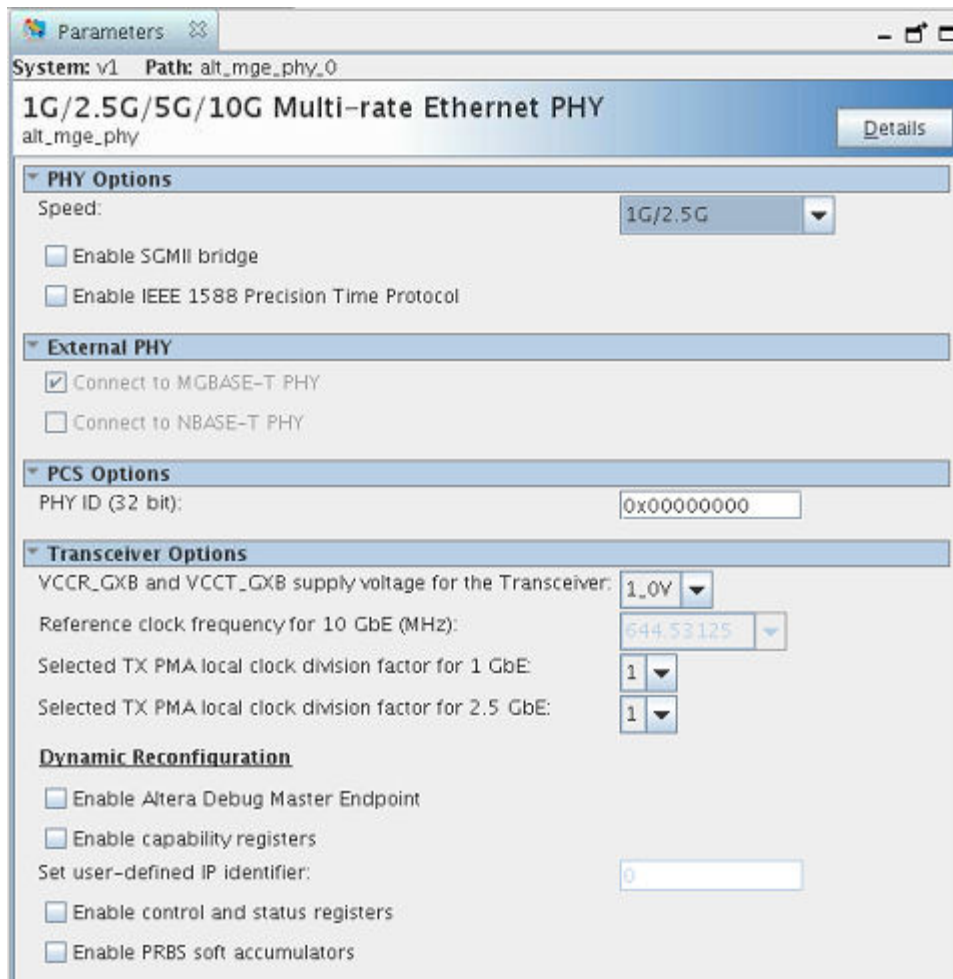 Parameters
System: v1 Path: alt_mge_phy_0
1G/2.5G/5G/10G Multi-rate Ethernet PHY
alt_mge_phy
Details
PHY Options
Speed: 1G/2.5G
Enable SGMII bridge
Enable IEEE 1588 Precision Time Protocol
External PHY
Connect to MGBASE-T PHY
Connect to NBASE-T PHY
PCS Options
PHY ID (32 bit): 0x00000000
Transceiver Options
VCCR_GXB and VCCT_GXB supply voltage for the Transceiver: 1_0V
Reference clock frequency for 10 GbE (MHz): 644.53125
Selected TX PMA local clock division factor for 1 GbE: 1
Selected TX PMA local clock division factor for 2.5 GbE: 1
Dynamic Reconfiguration
Enable Altera Debug Master Endpoint
Enable capability registers
Set user-defined IP identifier: 0
Enable control and status registers
Enable PRBS soft accumulators